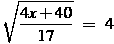 √((4x+40)/17) = 4